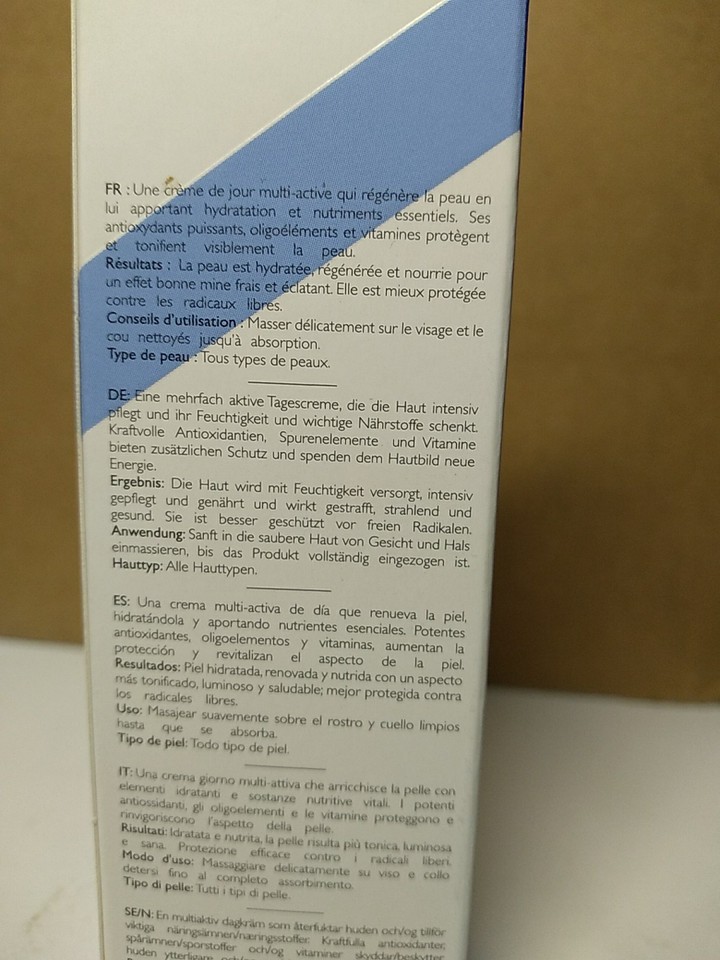 FR : Une crème de jour multi-active qui régénère la peau en
lui apportant hydratation et nutriments essentiels. Ses
antioxydants puissants, oligoéléments et vitamines protègent
et tonifient visiblement la peau.
Résultats : La peau est hydratée, régénérée et nourrie pour
un effet bonne mine frais et éclatant. Elle est mieux protégée
contre les radicaux libres.
Conseils d'utilisation : Masser délicatement sur le visage et le
cou nettoyés jusqu'à absorption.
Type de peau : Tous types de peaux.
DE: Eine mehrfach aktive Tagescreme, die die Haut intensiv
pflegt und ihr Feuchtigkeit und wichtige Nährstoffe schenkt.
Kraftvolle Antioxidantien, Spurenelemente und Vitamine
bieten zusätzlichen Schutz und spenden dem Hautbild neue
Energie.
Ergebnis: Die Haut wird mit Feuchtigkeit versorgt, intensiv
gepflegt und genährt und wirkt gestrafft, strahlend und
gesund. Sie ist besser geschützt vor freien Radikalen.
Anwendung: Sanft in die saubere Haut von Gesicht und Hals
einmassieren, bis das Produkt vollständig eingezogen ist.
Hauttyp: Alle Hauttypen.
ES: Una crema multi-activa de día que renueva la piel,
hidratándola y aportando nutrientes esenciales. Potentes
antioxidantes, oligoelementos y vitaminas, aumentan la
protección y revitalizan el aspecto de la piel.
Resultados: Piel hidratada, renovada y nutrida con un aspecto
más tonificado, luminoso y saludable; mejor protegida contra
los radicales libres.
Uso: Masajear suavemente sobre el rostro y cuello limpios
hasta que se absorba.
Tipo de piel: Todo tipo de piel.
IT: Una crema giorno multi-attiva che arricchisce la pelle con
elementi idratanti e sostanze nutritive vitali. I potenti
antiossidanti, gli oligoelementi e le vitamine proteggono e
rinvigoriscono l'aspetto della pelle.
Risultati: Idratata e nutrita, la pelle risulta più tonica, luminosa
e sana. Protezione efficace contro i radicali liberi.
Modo d'uso: Massaggiare delicatamente su viso e collo
detersi fino al completo assorbimento.
Tipo di pelle: Tutti i tipi di pelle.
SE/N: En multiaktiv dagkräm som återfuktar huden och/og tillför
viktiga näringsämnen/næringsstoffer. Kraftfulla antioxidanter,
spårämnen/sporstoffer och/og vitaminer skyddar/beskytter
huden ytterligare